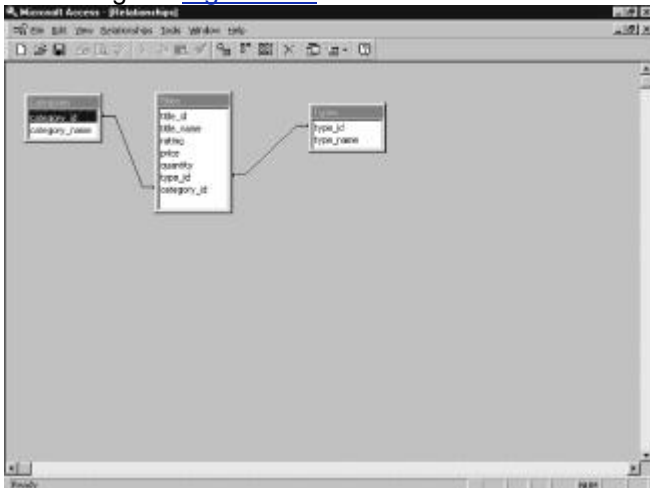 Microsoft Access - [Relationships]
File Edit View Relationships Tools Window Help
Categories
category_id
category_name
Titles
title_id
title_name
rating
price
quantity
type_id
category_id
Types
type_id
type_name
Ready
NUM